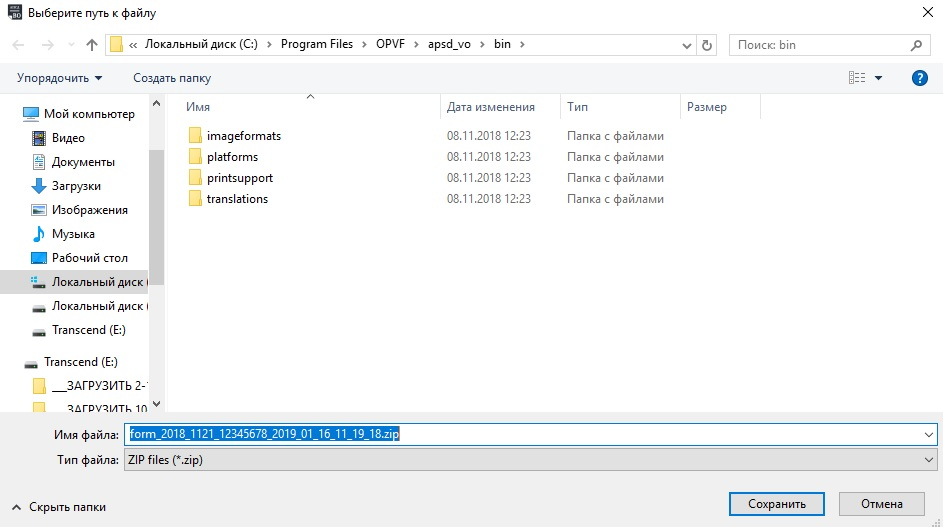 Выберите путь к файлу
« Локальный диск (C:) > Program Files > OPVF > apsd_vo > bin >
Поиск: bin
Упорядочить
Создать папку
?
Мой компьютер
Видео
Документы
Загрузки
Изображения
Музыка
Рабочий стол
Локальный диск (
Локальный диск (
Transcend (E:)
Transcend (E:)
___ЗАГРУЗИТЬ 2-1
___ЗАГРУЗИТЬ 10
Имя Дата изменения Тип Размер
imageformats 08.11.2018 12:23 Папка с файлами
platforms 08.11.2018 12:23 Папка с файлами
printsupport 08.11.2018 12:23 Папка с файлами
translations 08.11.2018 12:23 Папка с файлами
Имя файла: form_2018_1121_12345678_2019_01_16_11_19_18.zip
Тип файла: ZIP files (*.zip)
Скрыть папки
Сохранить
Отмена